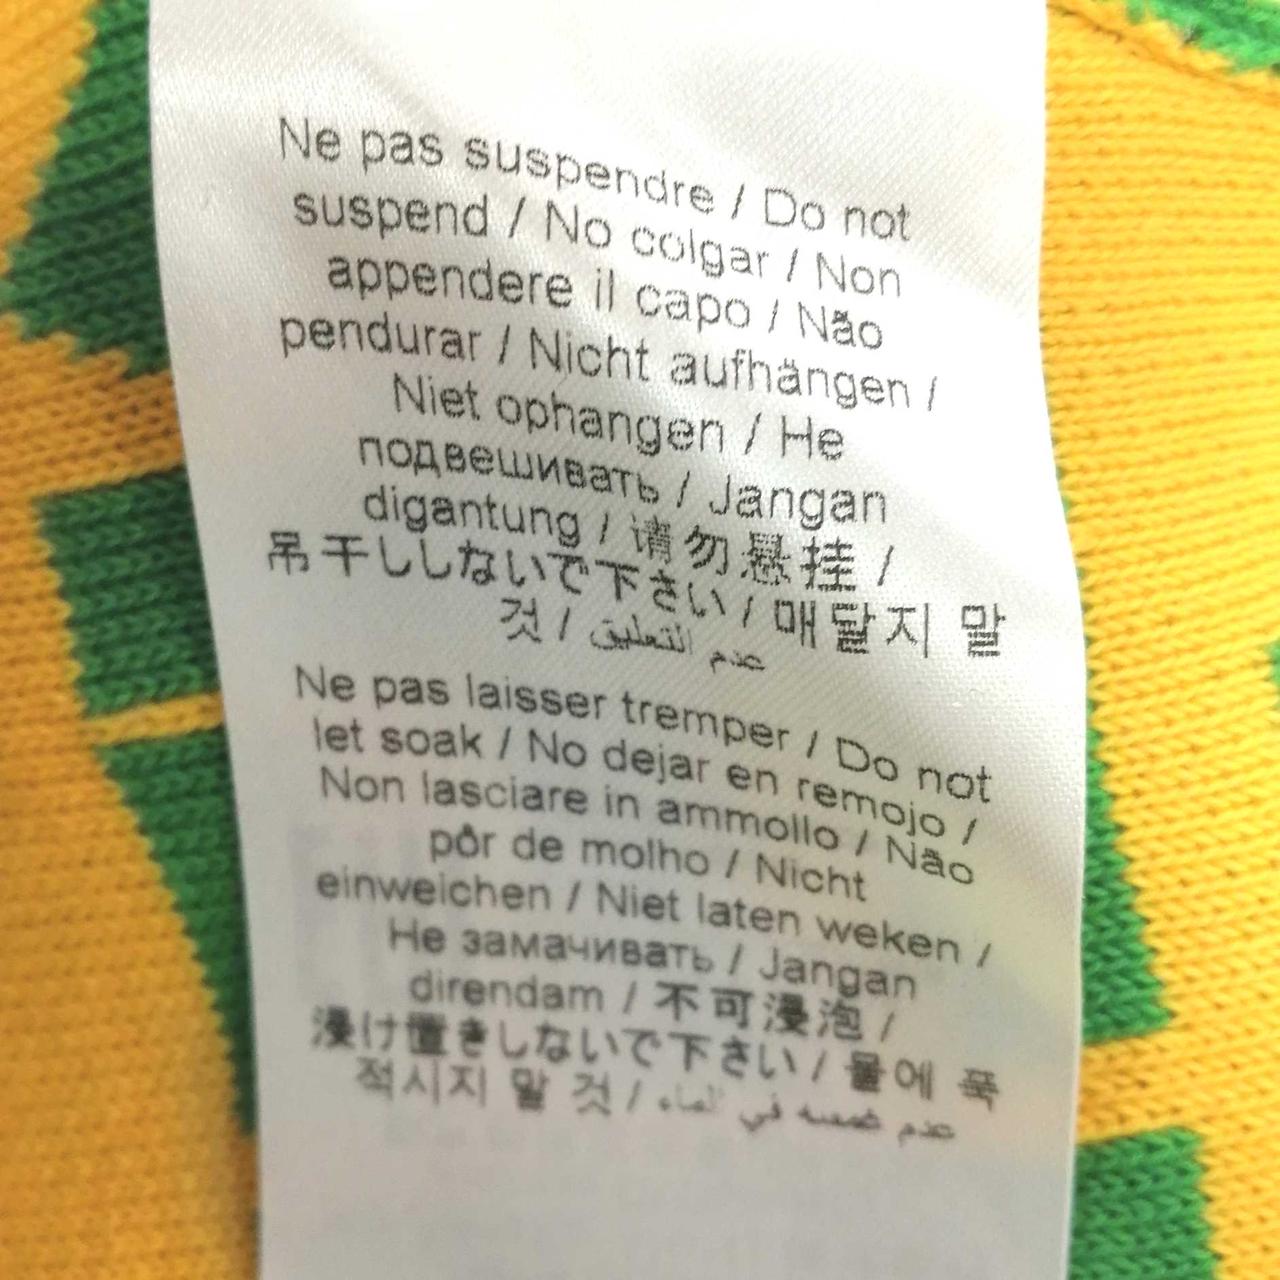 Ne pas suspendre / Do not
suspend / No colgar / Non
appendere il capo / Não
pendurar / Nicht aufhängen /
Niet ophangen / Не
подвешивать / Jangan
digantung / 请勿悬挂 /
吊干ししないで下さい / 매달지 말
것 / عدم التعليق
Ne pas laisser tremper / Do not
let soak / No dejar en remojo /
Non lasciare in ammollo / Não
pôr de molho / Nicht
einweichen / Niet laten weken /
Не замачивать / Jangan
direndam / 不可浸泡 /
浸け置きしないで下さい / 물에 푹
적시지 말 것 / عدم غمسه في الماء